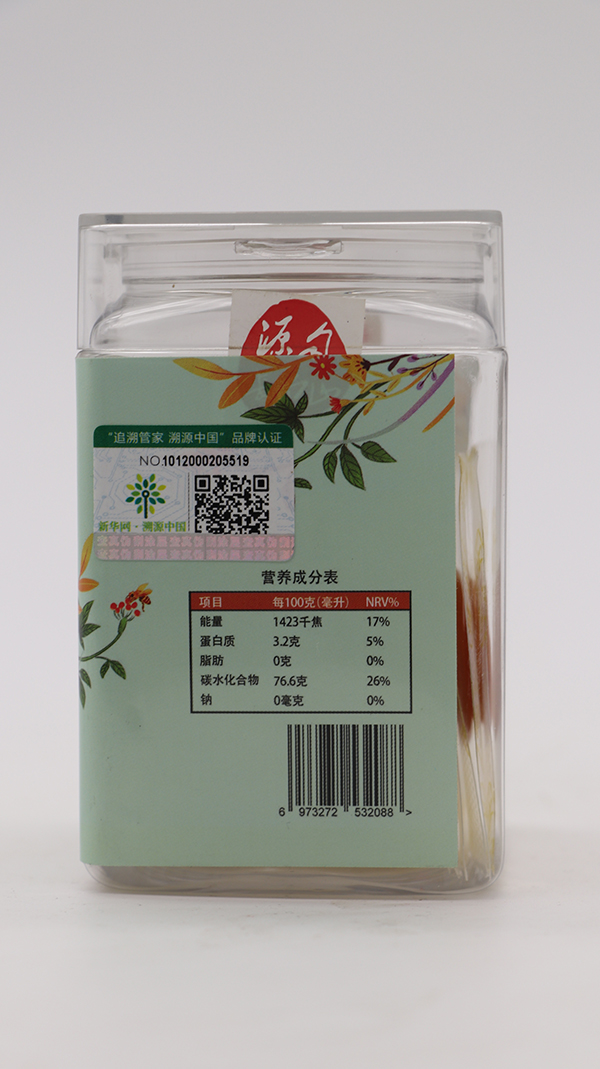 源
"追溯管家 溯源中国"品牌认证
NO.1012000205519
新华网·溯源中国
营养成分表
项目 每100克(毫升) NRV%
能量 1423千焦 17%
蛋白质 3.2克 5%
脂肪 0克 0%
碳水化合物 76.6克 26%
钠 0毫克 0%
6 973272 532088 >